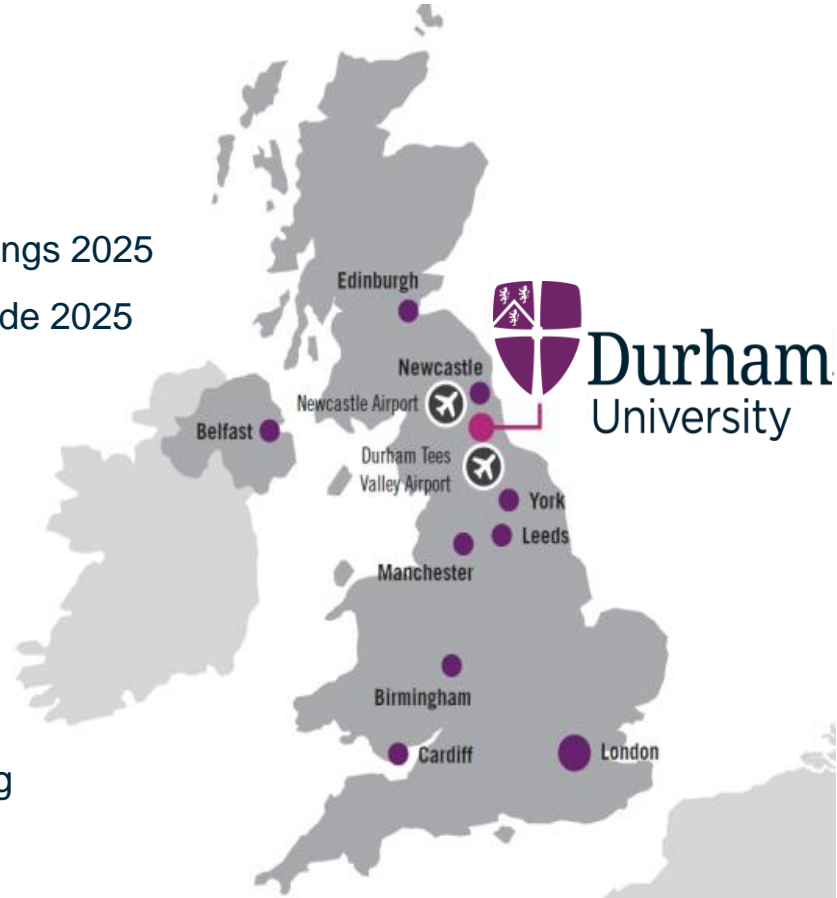 ngs 2025
de 2025
Edinburgh
Newcastle
Newcastle Airport
Durham
University
Belfast
Durham Tees
Valley Airport
York
Leeds
Manchester
Birmingham
Cardiff
London
g